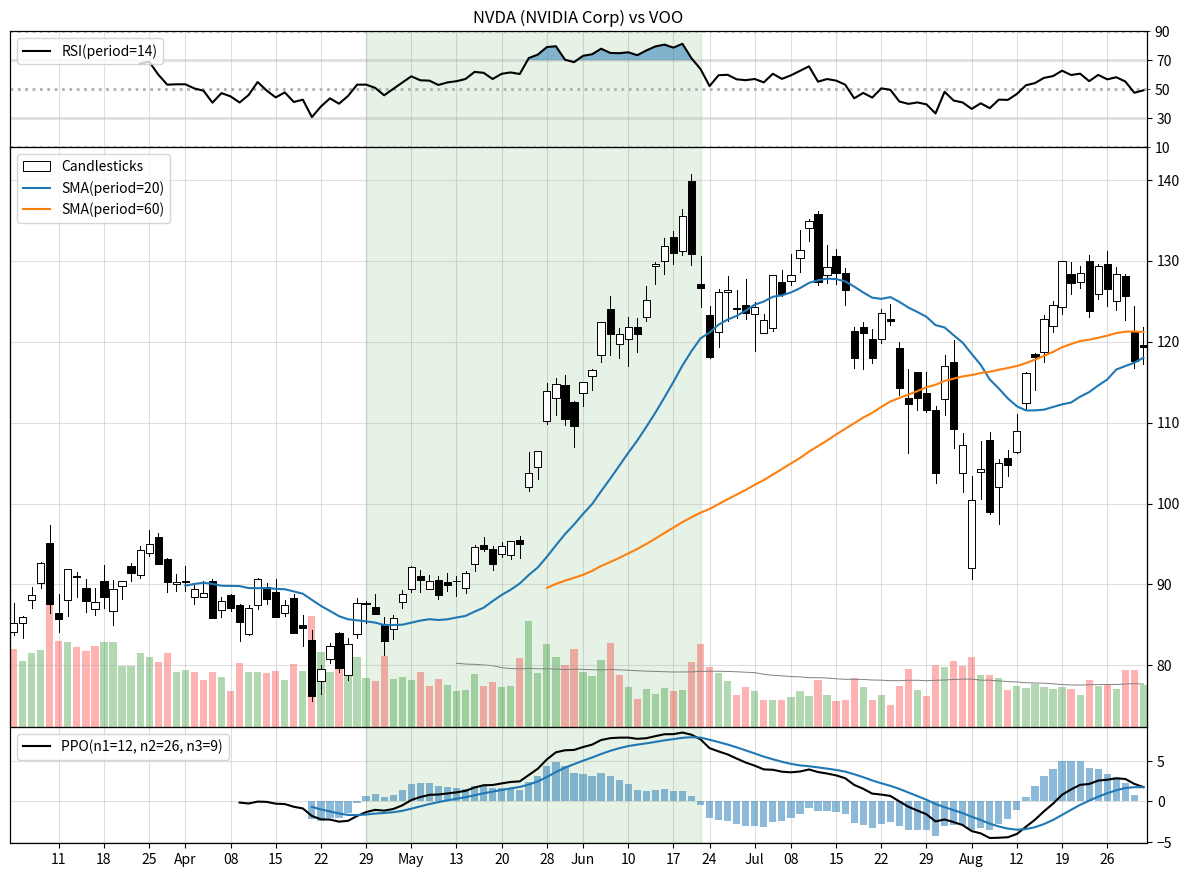 NVDA (NVIDIA Corp) vs VOO
RSI(period=14)
90
70
50
30
10
Candlesticks
SMA(period=20)
SMA(period=60)
140
130
120
110
100
90
80
PPO(n1=12, n2=26, n3=9)
5
0
−5
11 18 25 Apr 08 15 22 29 May 13 20 28 Jun 10 17 24 Jul 08 15 22 29 Aug 12 19 26